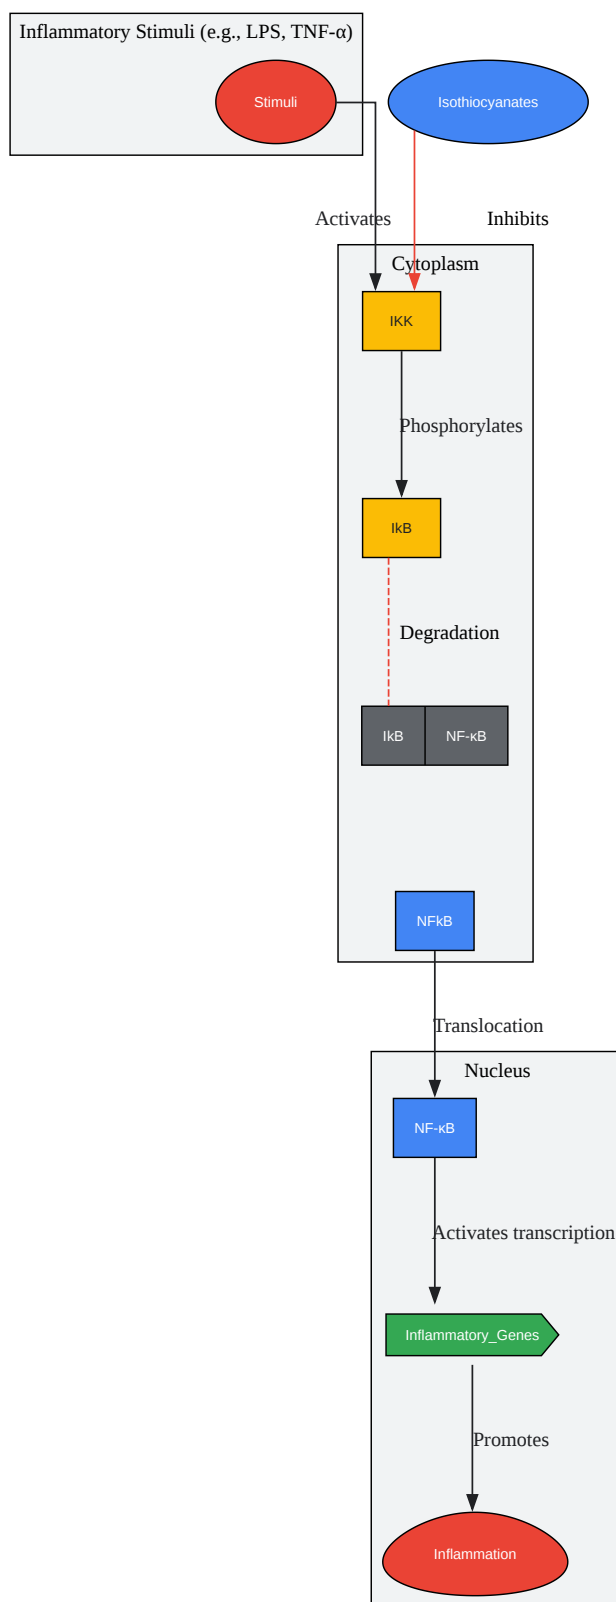 Inflammatory Stimuli (e.g., LPS, TNF-α)
Stimuli
Isothiocyanates
Activates
Inhibits
Cytoplasm
IKK
Phosphorylates
IkB
Degradation
IkB
NF-κB
NFkB
Translocation
Nucleus
NF-κB
Activates transcription
Inflammatory_Genes
Promotes
Inflammation